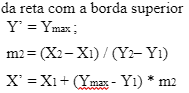 da reta com a borda superior
Y' = Ymax ;
m2 = (X2 – X1) / (Y2– Y1)
X' = X1 + (Ymax - Y1) * m2